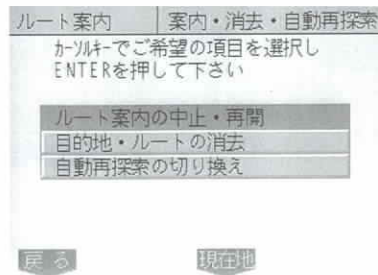 ルート案内 案内・消去・自動再探索
カーソルキーでご希望の項目を選択し
ENTERを押して下さい
ルート案内の中止・再開
目的地・ルートの消去
自動再探索の切り換え
戻る 現在地